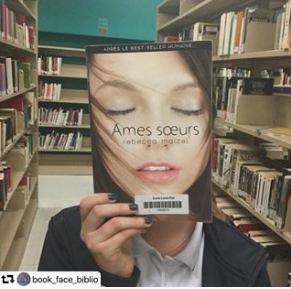 APRÈS LE BEST-SELLER HUMAINE...
Âmes sœurs
rebecca maizel
book_face_biblio